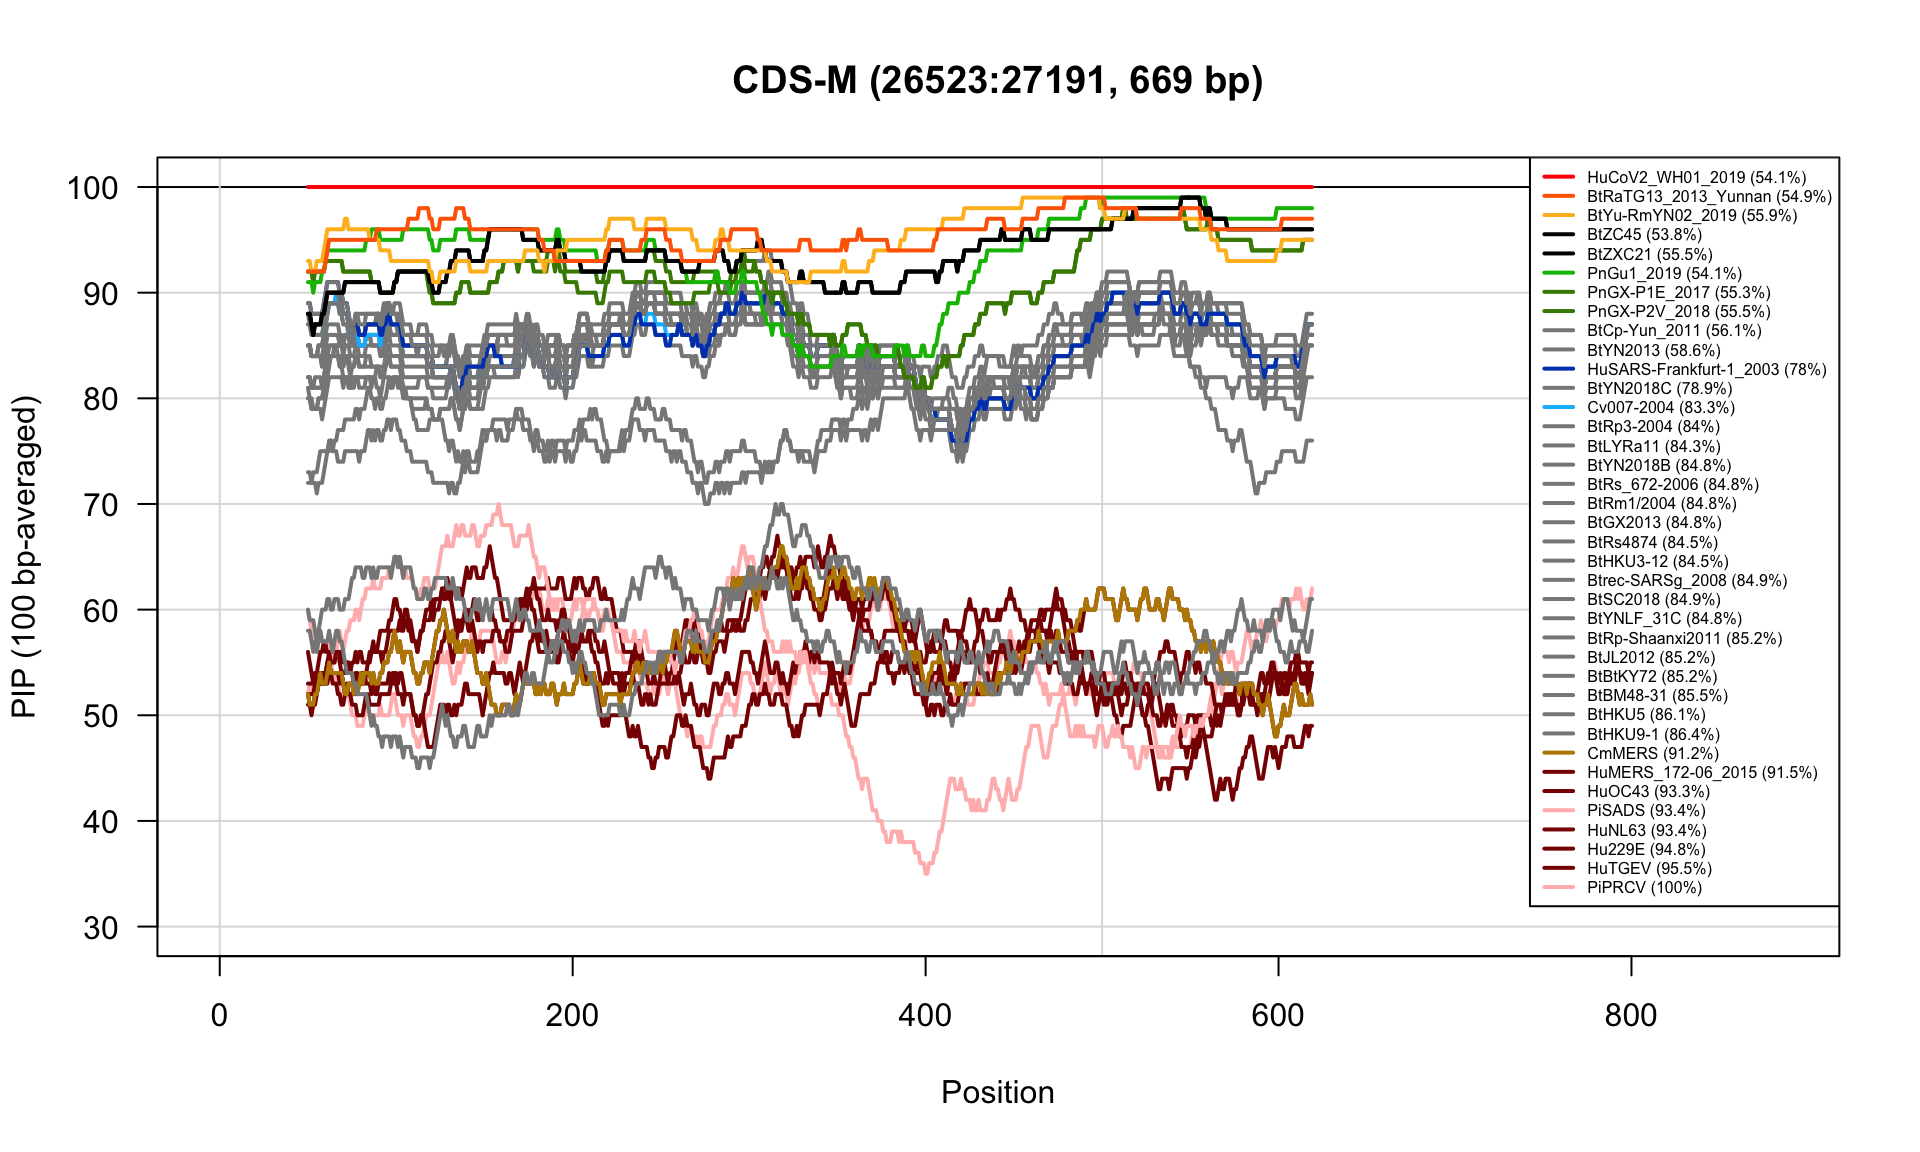 CDS-M (26523:27191, 669 bp)
PIP (100 bp-averaged)
100
90
80
70
60
50
40
30
0
200
400
600
800
Position
HuCoV2_WH01_2019 (54.1%)
BtRaTG13_2013_Yunnan (54.9%)
BtYu-RmYN02_2019 (55.9%)
BtZC45 (53.8%)
BtZXC21 (55.5%)
PnGu1_2019 (54.1%)
PnGX-P1E_2017 (55.3%)
PnGX-P2V_2018 (55.5%)
BtCp-Yun_2011 (56.1%)
BtYN2013 (58.6%)
HuSARS-Frankfurt-1_2003 (78%)
BtYN2018C (78.9%)
Cv007-2004 (83.3%)
BtRp3-2004 (84%)
BtLYRa11 (84.3%)
BtYN2018B (84.8%)
BtRs_672-2006 (84.8%)
BtRm1/2004 (84.8%)
BtGX2013 (84.8%)
BtRs4874 (84.5%)
BtHKU3-12 (84.5%)
Btrec-SARSg_2008 (84.9%)
BtSC2018 (84.9%)
BtYNLF_31C (84.8%)
BtRp-Shaanxi2011 (85.2%)
BtJL2012 (85.2%)
BtBtKY72 (85.2%)
BtBM48-31 (85.5%)
BtHKU5 (86.1%)
BtHKU9-1 (86.4%)
CmMERS (91.2%)
HuMERS_172-06_2015 (91.5%)
HuOC43 (93.3%)
PiSADS (93.4%)
HuNL63 (93.4%)
Hu229E (94.8%)
HuTGEV (95.5%)
PiPRCV (100%)